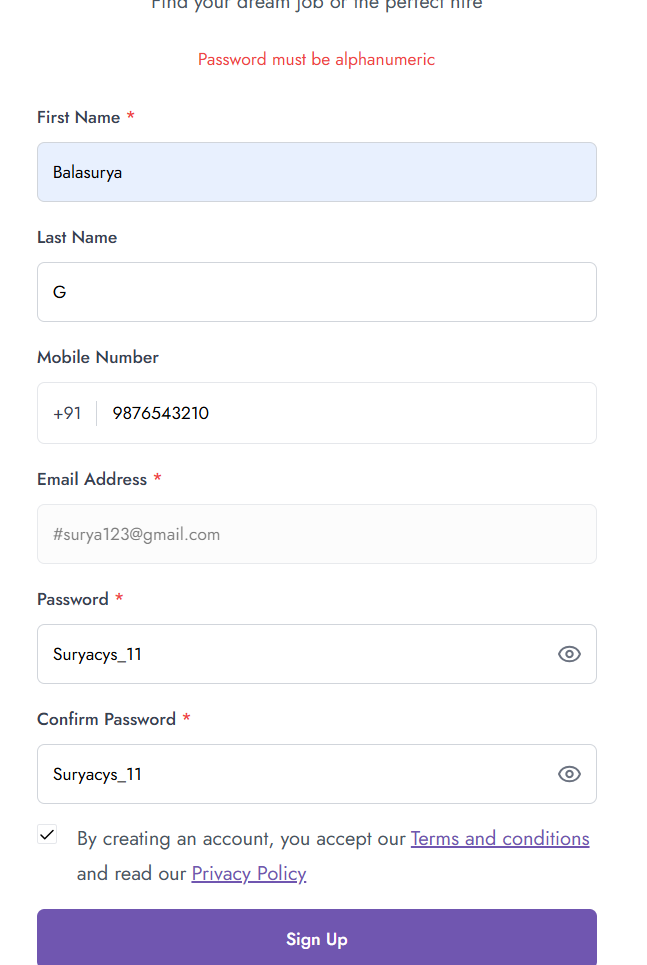 Find your dream job or the perfect hire
Password must be alphanumeric
First Name *
Balasurya
Last Name
G
Mobile Number
+91 9876543210
Email Address *
#surya123@gmail.com
Password *
Suryacys_11
Confirm Password *
Suryacys_11
By creating an account, you accept our Terms and conditions
and read our Privacy Policy
Sign Up